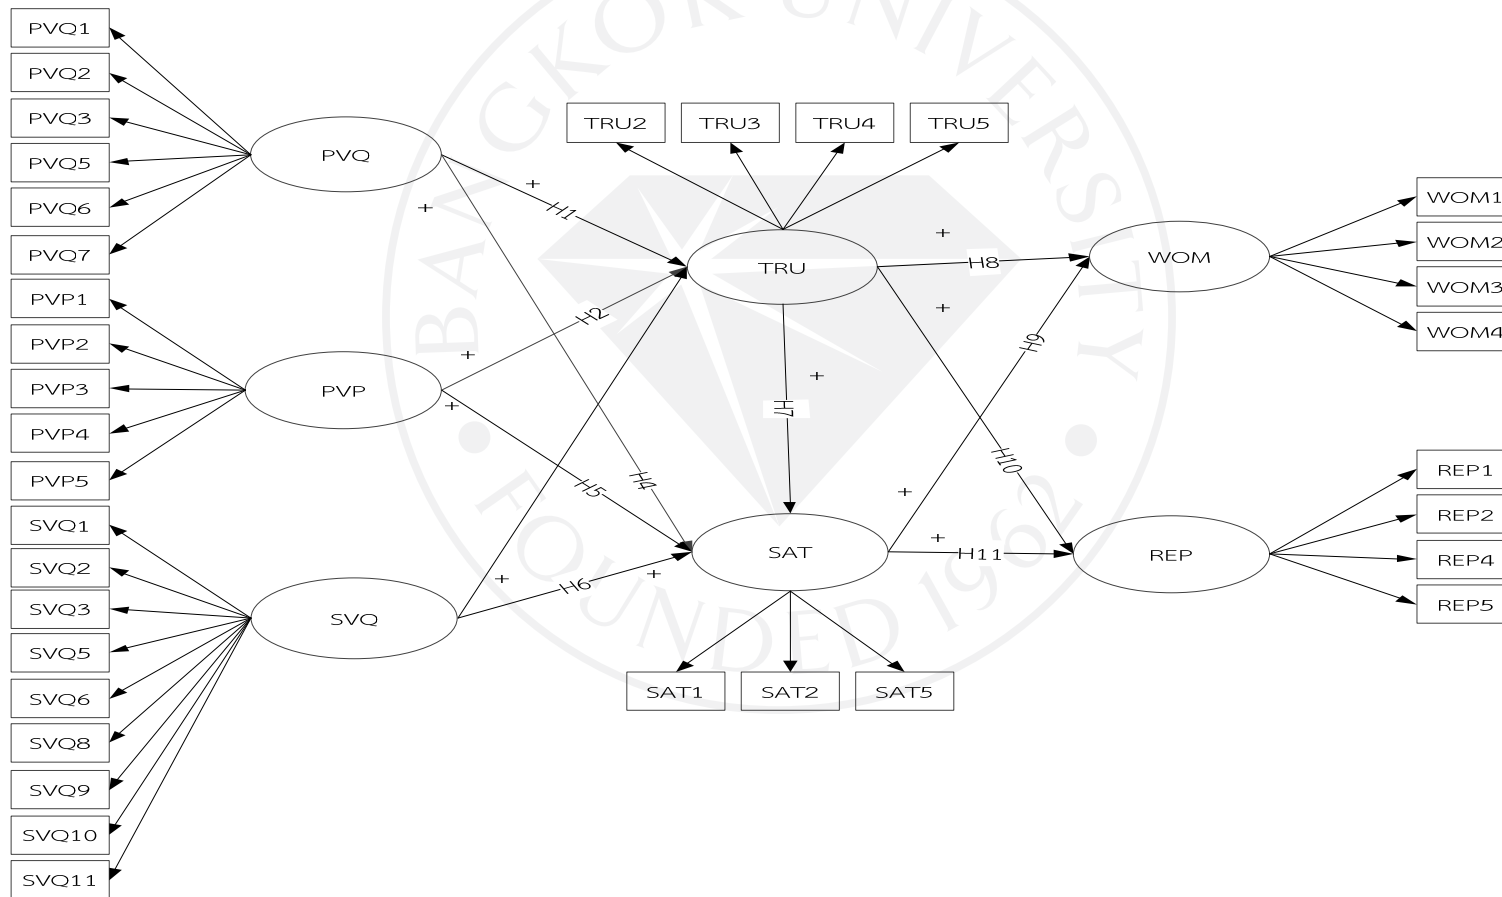 PVQ1
PVQ2
PVQ3
PVQ5
PVQ6
PVQ7
PVP1
PVP2
PVP3
PVP4
PVP5
SVQ1
SVQ2
SVQ3
SVQ5
SVQ6
SVQ8
SVQ9
SVQ10
SVQ11
PVQ
PVP
SVQ
+
H1
+
H2
+
+
H4
H5
+
H6
+
TRU2
TRU3
TRU4
TRU5
TRU
+
H7
SAT
SAT1
SAT2
SAT5
+
H8
+
H9
H10
+
+
H11
WOM
REP
WOM1
WOM2
WOM3
WOM4
REP1
REP2
REP4
REP5
BANGKOK UNIVERSITY
FOUNDED 1962